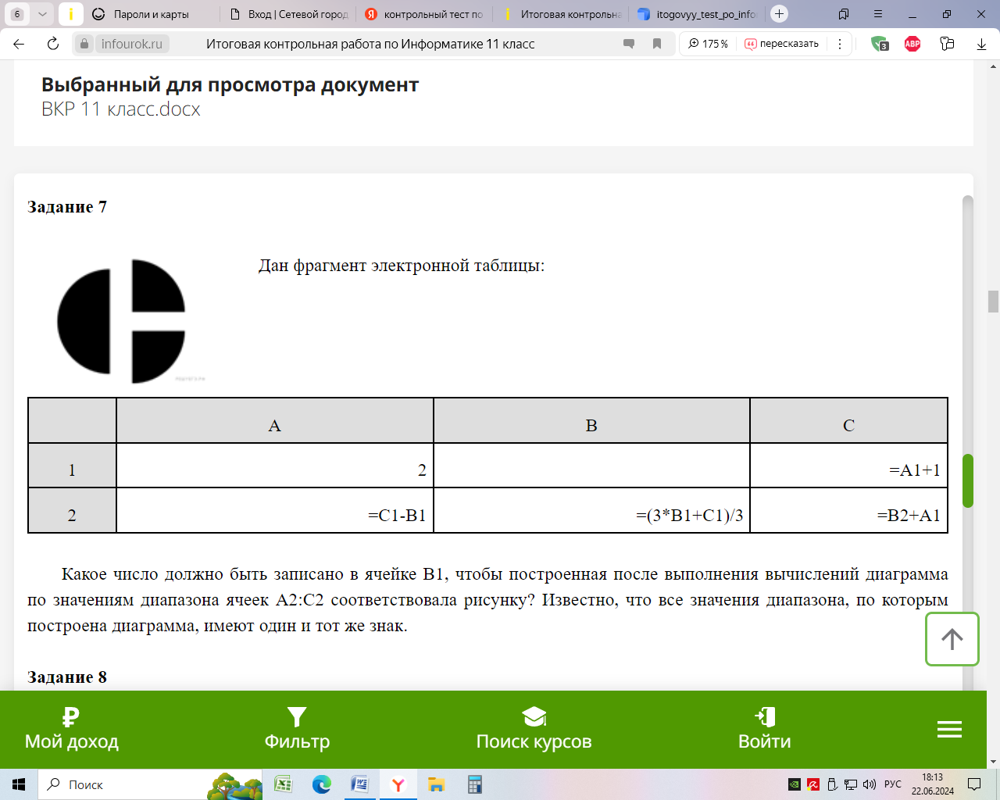 6
Пароли и карты
Вход | Сетевой город
контрольный тест по
Итоговая контрольна
itogovyy_test_po_info
infourok.ru
Итоговая контрольная работа по Информатике 11 класс
175 %
пересказать
3
ABP
Выбранный для просмотра документ
ВКР 11 класс.docx
Задание 7
Дан фрагмент электронной таблицы:
A B C
1 2 =A1+1
2 =C1-B1 =(3*B1+C1)/3 =B2+A1
Какое число должно быть записано в ячейке B1, чтобы построенная после выполнения вычислений диаграмма
по значениям диапазона ячеек A2:C2 соответствовала рисунку? Известно, что все значения диапазона, по которым
построена диаграмма, имеют один и тот же знак.
Задание 8
Мой доход
Фильтр
Поиск курсов
Войти
Поиск
РУС
18:13
22.06.2024